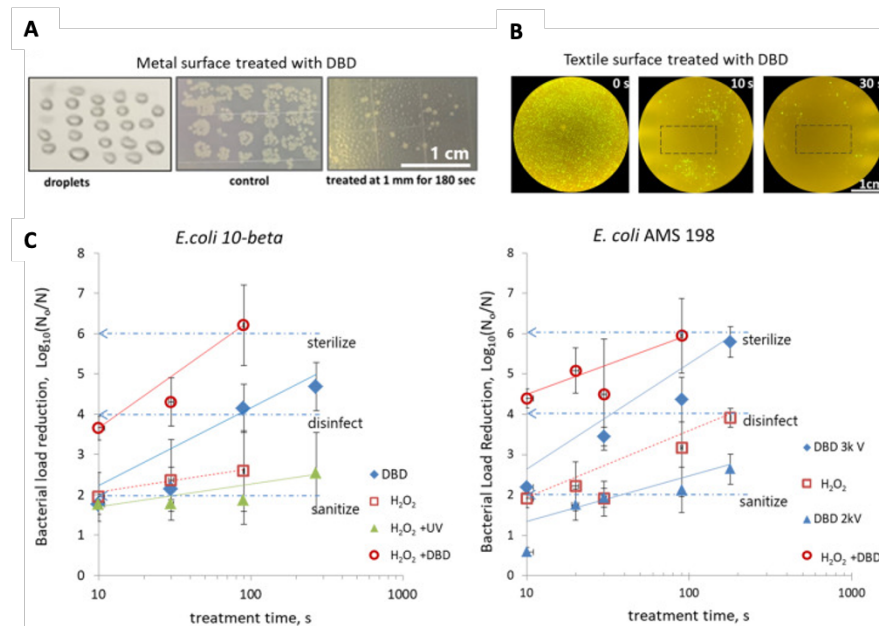 A
Metal surface treated with DBD
droplets
control
1 cm
treated at 1 mm for 180 sec
B
Textile surface treated with DBD
0 s
10 s
30 s
1cm
C
E.coli 10-beta
Bacterial load reduction, Log10(No/N)
8
7
6
5
4
3
2
1
0
sterilize
disinfect
sanitize
DBD
H2O2
H2O2 +UV
H2O2 +DBD
10
100
1000
treatment time, s
E. coli AMS 198
Bacterial Load Reduction, Log10(No/N)
8
7
6
5
4
3
2
1
0
sterilize
disinfect
sanitize
DBD 3k V
H2O2
DBD 2kV
H2O2 +DBD
10
100
1000
treatment time, s